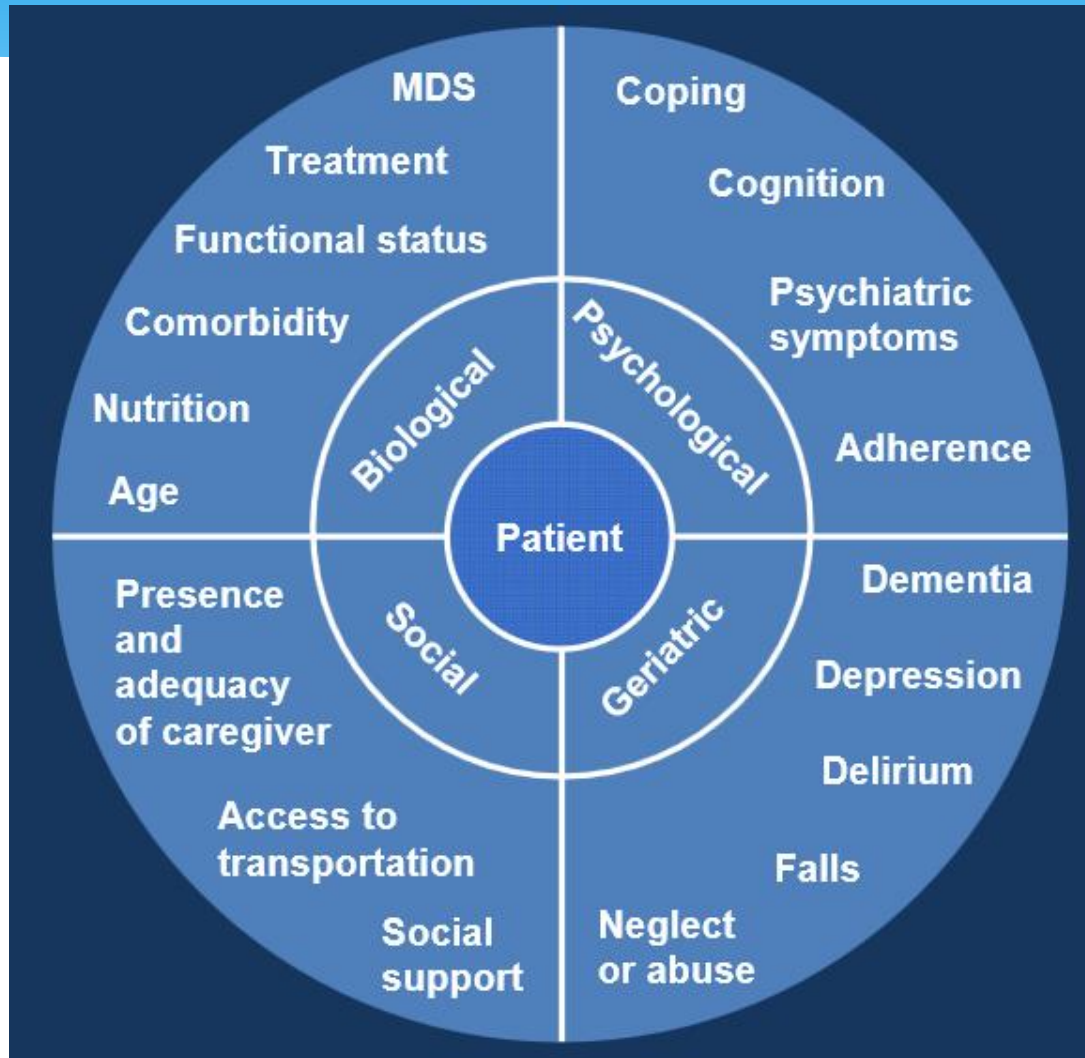 MDS
Treatment
Functional status
Comorbidity
Nutrition
Age
Biological
Coping
Cognition
Psychiatric
symptoms
Adherence
Psychological
Patient
Social
Presence
and
adequacy
of caregiver
Access to
transportation
Social
support
Geriatric
Dementia
Depression
Delirium
Falls
Neglect
or abuse